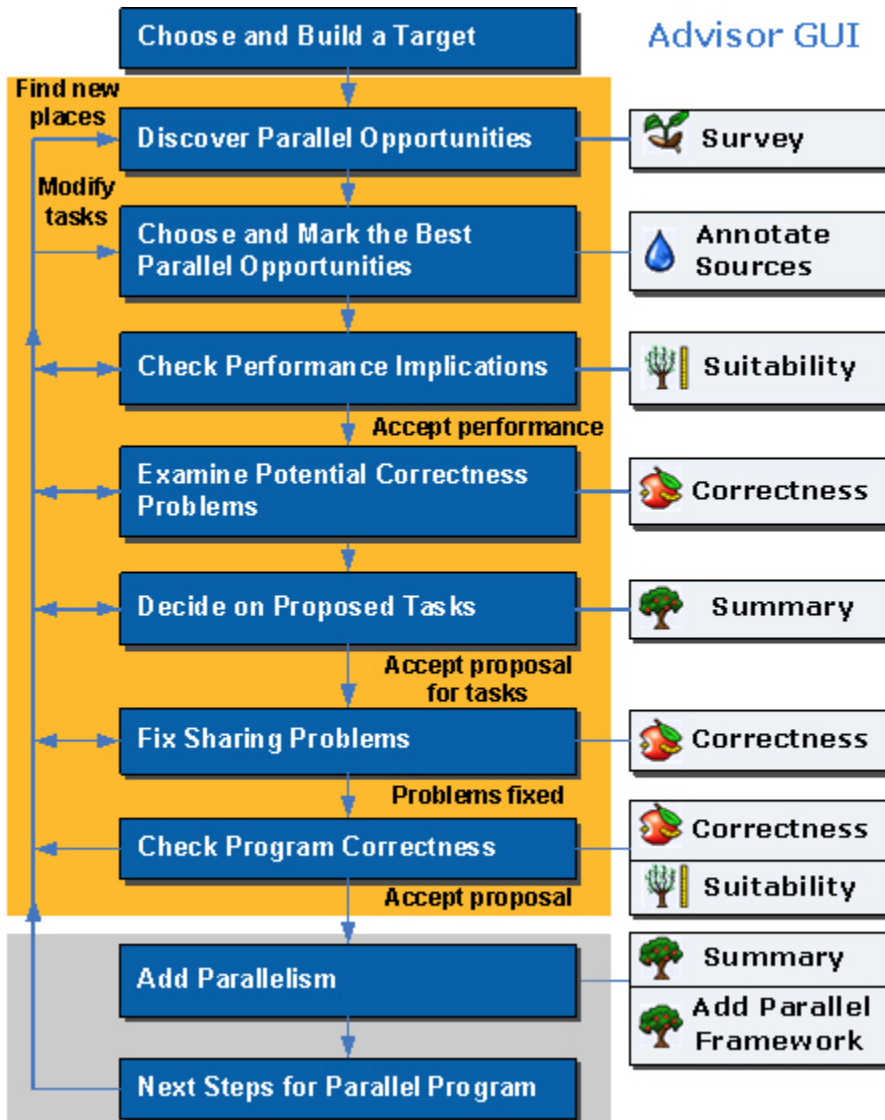 Choose and Build a Target
Advisor GUI
Find new
places
Discover Parallel Opportunities
Survey
Modify
tasks
Choose and Mark the Best
Parallel Opportunities
Annotate
Sources
Check Performance Implications
Suitability
Accept performance
Examine Potential Correctness
Problems
Correctness
Decide on Proposed Tasks
Summary
Accept proposal
for tasks
Fix Sharing Problems
Correctness
Problems fixed
Check Program Correctness
Correctness
Suitability
Accept proposal
Add Parallelism
Summary
Add Parallel
Framework
Next Steps for Parallel Program